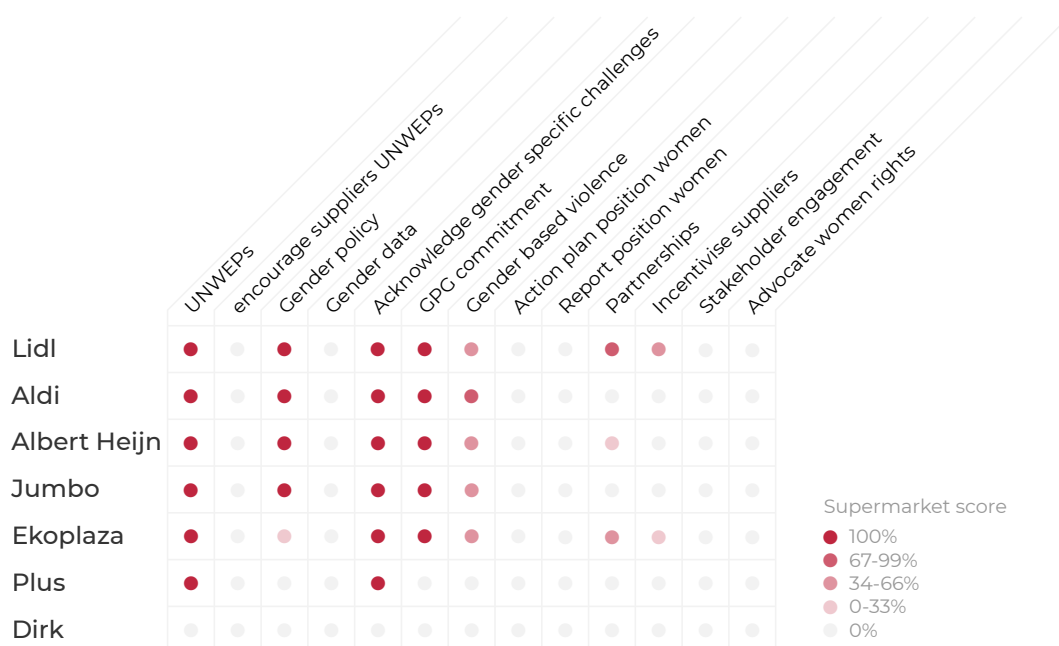 UNWEPs
encourage suppliers UNWEPs
Gender policy
Gender data
Acknowledge gender specific challenges
GPG commitment
Gender based violence
Action plan position women
Report position women
Partnerships
Incentivise suppliers
Stakeholder engagement
Advocate women rights
Lidl
Aldi
Albert Heijn
Jumbo
Ekoplaza
Plus
Dirk
Supermarket score
100%
67-99%
34-66%
0-33%
0%